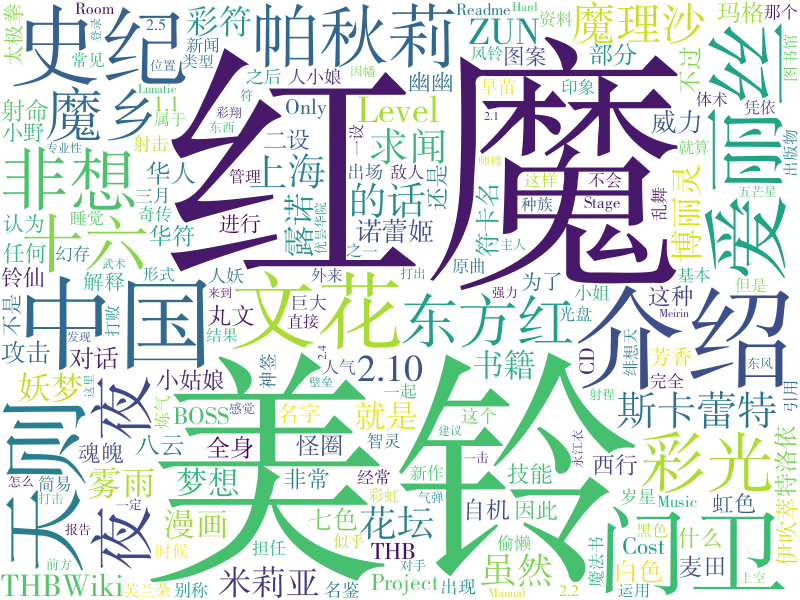 Room
Readme
Hard
太极拳
史纪
2.5
登录
彩符
新闻
位置
常见
类型
帕秋莉
ZUN
魔理沙
资料
玛格
那个
风铃
图案
部分
不过
图书馆
丝
红魔
魔乡
Lunatic
之后
人小娘
因幡
幽幽
早苗
印象
体术
凭依
射命
1.1
符
彩翔
东西
Only
Level
2.1
威力
丽
出版物
小野
属于
专业性
射击
二设
一设
求闻
师傅
就算
爱
非想
华人
管理
上海
出场
敌人
还是
这样
不会
博丽灵
五芒星
三月
奇传
露诺
的话
种族
Stage
乱舞
认为
睡觉
华符
进行
优昙华院
诺蕾姬
符卡名
主人
十六
任何
幻存
之一
原曲
为了
基本
但是
铃仙
武术
形式
人妖
来到
外来
打出
东方红
强力
小姐
这种
Meirin
不是
解释
打败
中国
文花
巨大
直接
光盘
介绍
绯想天
攻击
发现
对话
丸文
结果
2.4
人气
书籍
CD
芳香
完全
东风
射程
妖梦
这里
小姑娘
神签
壁垒
2.10
一起
美铃
斯卡蕾特
引用
天则
夜夜
炼气
BOSS
感觉
名字
就是
这个
建议
彩光
魂魄
八云
全身
怪圈
智灵
新作
技能
一击
永江衣
西行
伊吹萃
特洛依
简易
雾雨
梦想
非常
经常
彩虹
气弹
自机
因此
岁星
Music
虹色
怎么
打击
一定
漫画
七色
花坛
偷懒
门卫
报告
时候
似乎
THB
虽然
魔法书
Cost
什么
黑色
前方
芙兰朵
担任
对手
白色
麦田
上空
THBWiki
别称
米莉亚
名鉴
Project
出现
Manual
2.2
运用